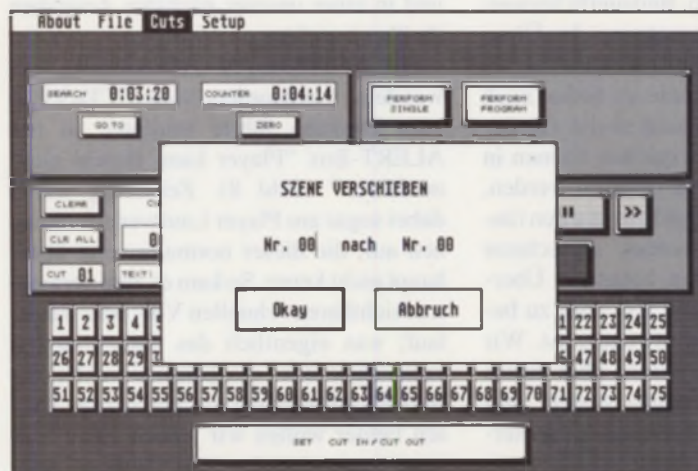 About File Cuts Setup
SEARCH 0:03:20 COUNTER 0:04:14 PERFORM SINGLE PERFORM PROGRAM
GO TO ZERO
SZENE VERSCHIEBEN
CLEAR
Nr. 00 nach Nr. 00
CLR ALL
CUT 01 TEXT:
Okay Abbruch
1 2 3 4 22 23 24 25
26 27 28 29 47 48 49 50
51 52 53 54 55 56 57 58 59 60 61 62 63 64 65 66 67 68 69 70 71 72 73 74 75
SET CUT IN/CUT OUT